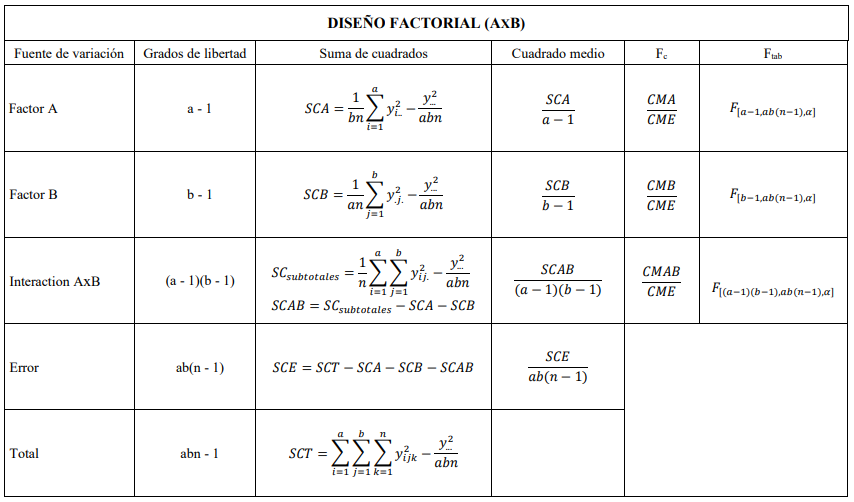 DISEÑO FACTORIAL (AXB)
Fuente de variación Grados de libertad Suma de cuadrados Cuadrado medio F_c F_tab
Factor A a - 1 SCA = \frac{1}{bn}\sum_{i=1}^{a} y_{i..}^2 - \frac{y_{...}^2}{abn} \frac{SCA}{a-1} \frac{CMA}{CME} F_{[a-1,ab(n-1),α]}
Factor B b - 1 SCB = \frac{1}{an}\sum_{j=1}^{b} y_{.j.}^2 - \frac{y_{...}^2}{abn} \frac{SCB}{b-1} \frac{CMB}{CME} F_{[b-1,ab(n-1),α]}
Interaction AxB (a - 1)(b - 1) SC_{subtotales} = \frac{1}{n}\sum_{i=1}^{a}\sum_{j=1}^{b} y_{ij.}^2 - \frac{y_{...}^2}{abn}
SCAB = SC_{subtotales} - SCA - SCB \frac{SCAB}{(a-1)(b-1)} \frac{CMAB}{CME} F_{[(a-1)(b-1),ab(n-1),α]}
Error ab(n - 1) SCE = SCT - SCA - SCB - SCAB \frac{SCE}{ab(n-1)}
Total abn - 1 SCT = \sum_{i=1}^{a}\sum_{j=1}^{b}\sum_{k=1}^{n} y_{ijk}^2 - \frac{y_{...}^2}{abn}